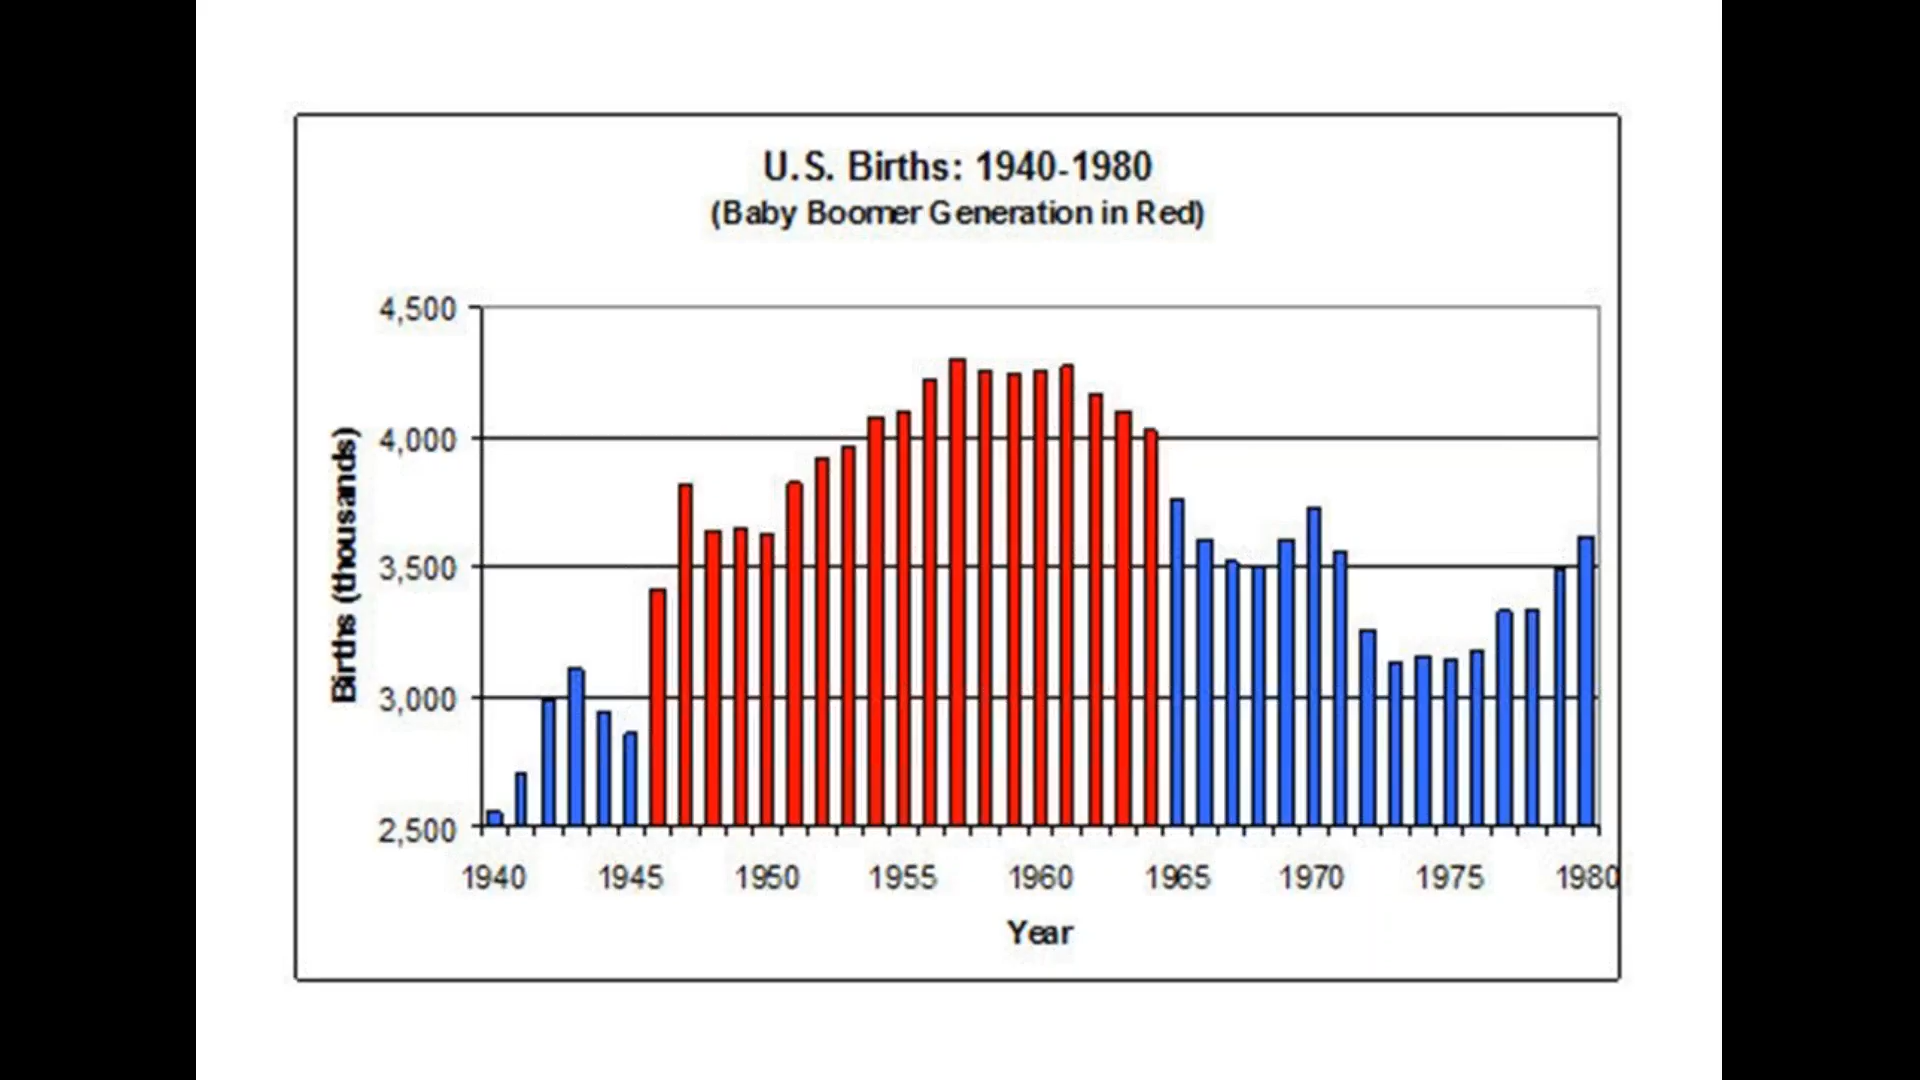 U.S. Births: 1940-1980
(Baby Boomer Generation in Red)
4,500
4,000
3,500
3,000
2,500
Births (thousands)
1940 1945 1950 1955 1960 1965 1970 1975 1980
Year